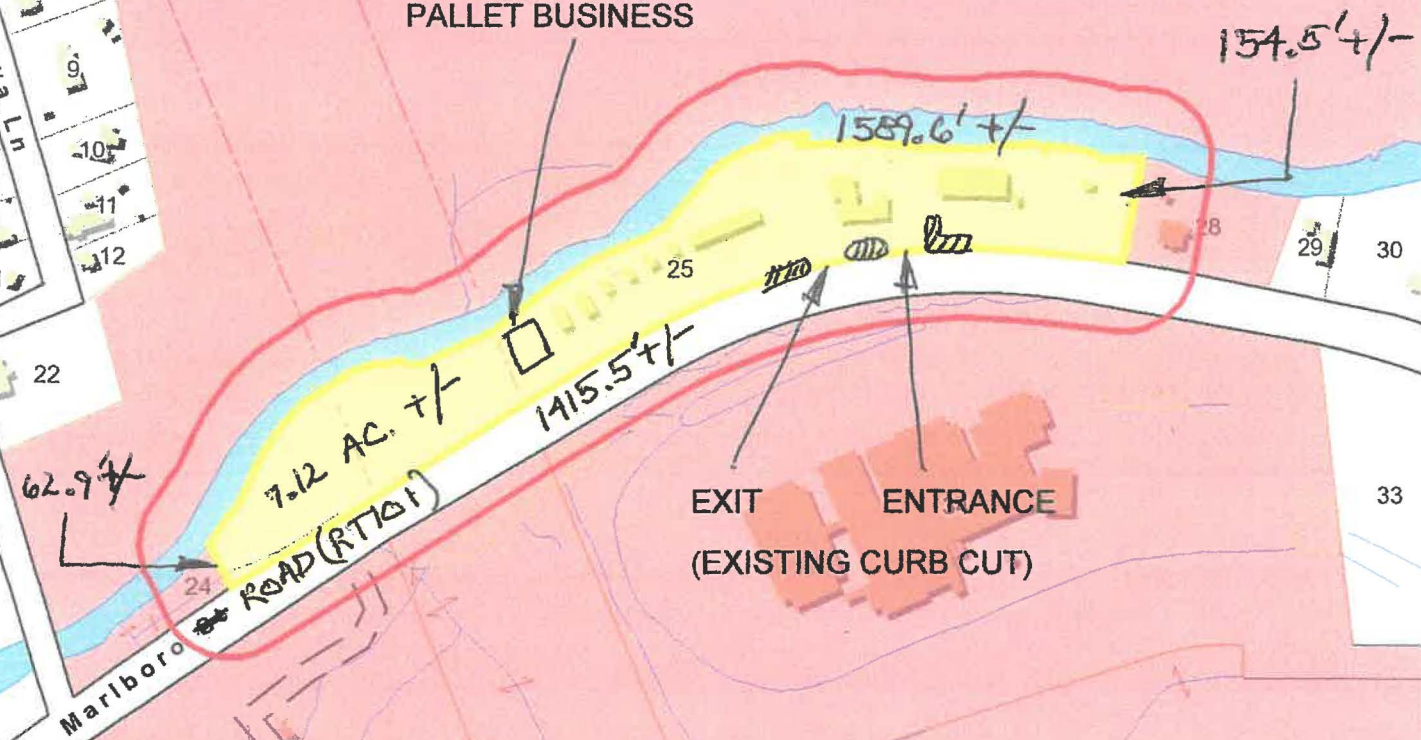 PALLET BUSINESS
154.5'+/-
9
1589.6' +/-
10
11
12
28
29
30
25
22
1415.5'+/-
7.12 AC. +/-
62.9'+/-
EXIT
ENTRANCE
33
(EXISTING CURB CUT)
24
Marlboro
ROAD (RT101)